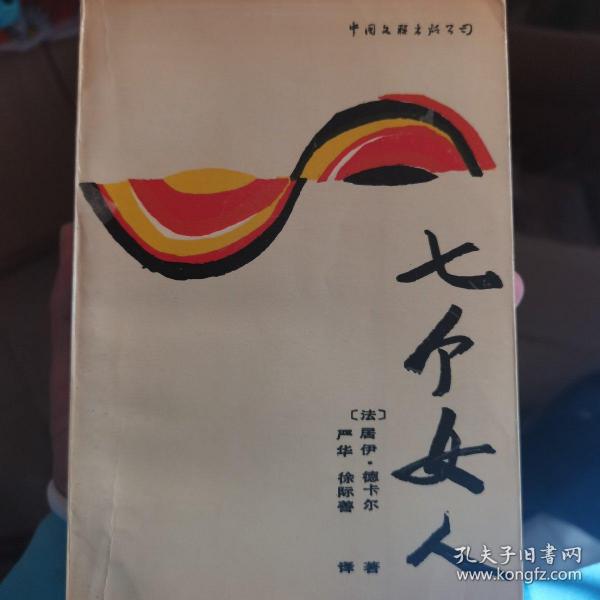 中国文联出版公司
七个女人
〔法〕居伊·德卡尔 著
严华 徐际善 译
孔夫子旧书网
www.kongfz.com